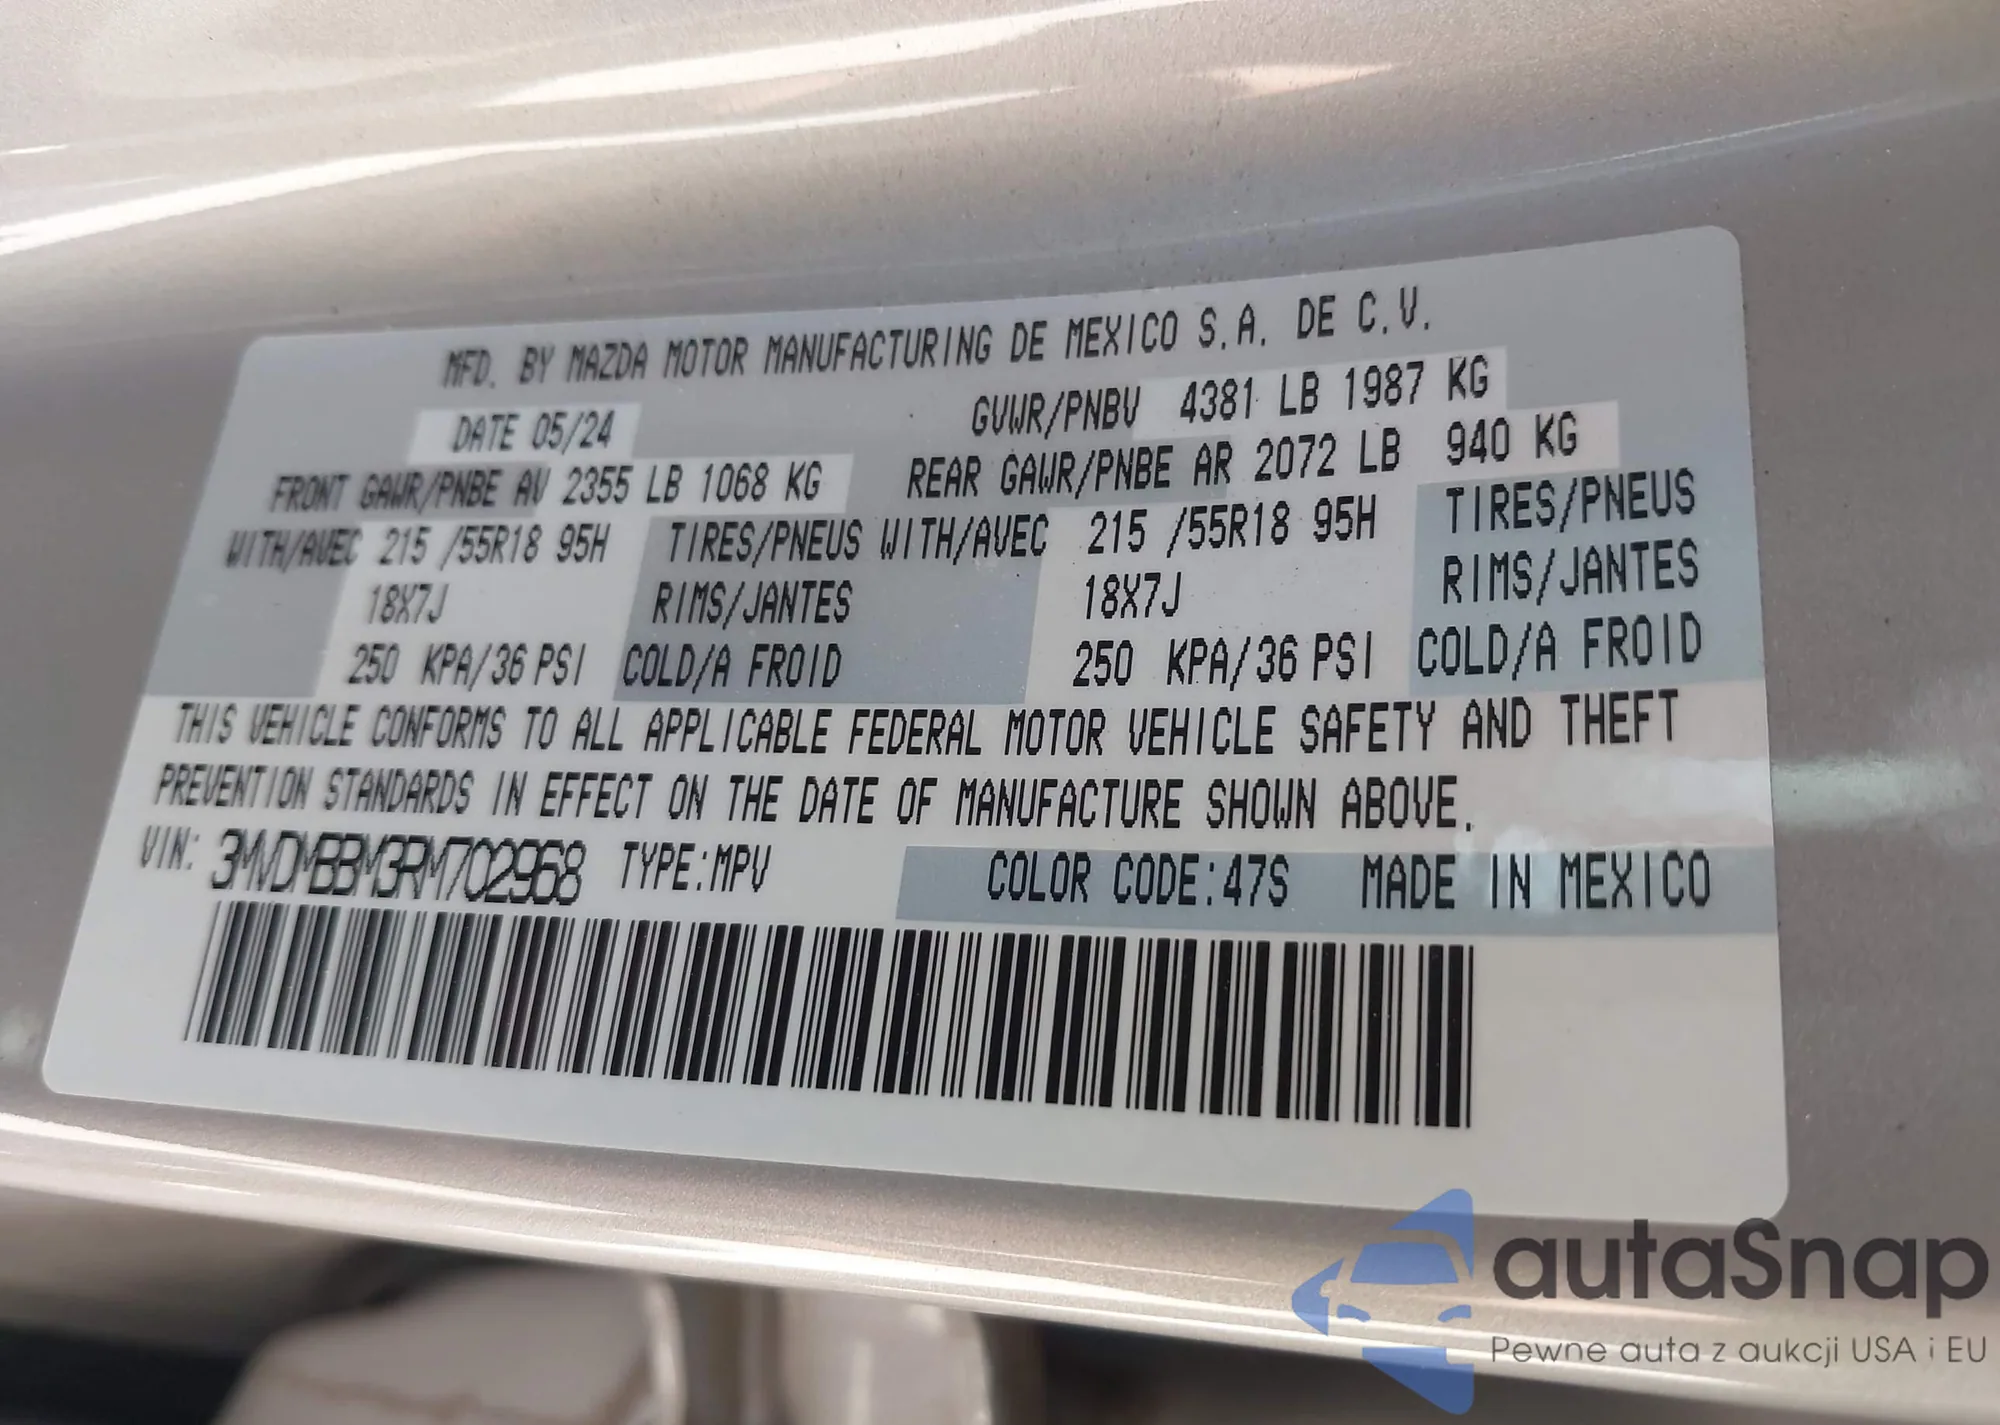 MFD. BY MAZDA MOTOR MANUFACTURING DE MEXICO S.A. DE C.V.
DATE 05/24 GVWR/PNBV 4381 LB 1987 KG
FRONT GAWR/PNBE AV 2355 LB 1068 KG REAR GAWR/PNBE AR 2072 LB 940 KG
WITH/AVEC 215 /55R18 95H TIRES/PNEUS WITH/AVEC 215 /55R18 95H TIRES/PNEUS
18X7J RIMS/JANTES 18X7J RIMS/JANTES
250 KPA/36 PSI COLD/A FROID 250 KPA/36 PSI COLD/A FROID
THIS VEHICLE CONFORMS TO ALL APPLICABLE FEDERAL MOTOR VEHICLE SAFETY AND THEFT
PREVENTION STANDARDS IN EFFECT ON THE DATE OF MANUFACTURE SHOWN ABOVE.
VIN: 3MVDMBBM3RM702968 TYPE:MPV COLOR CODE:47S MADE IN MEXICO
autaSnap
Pewne auta z aukcji USA i EU